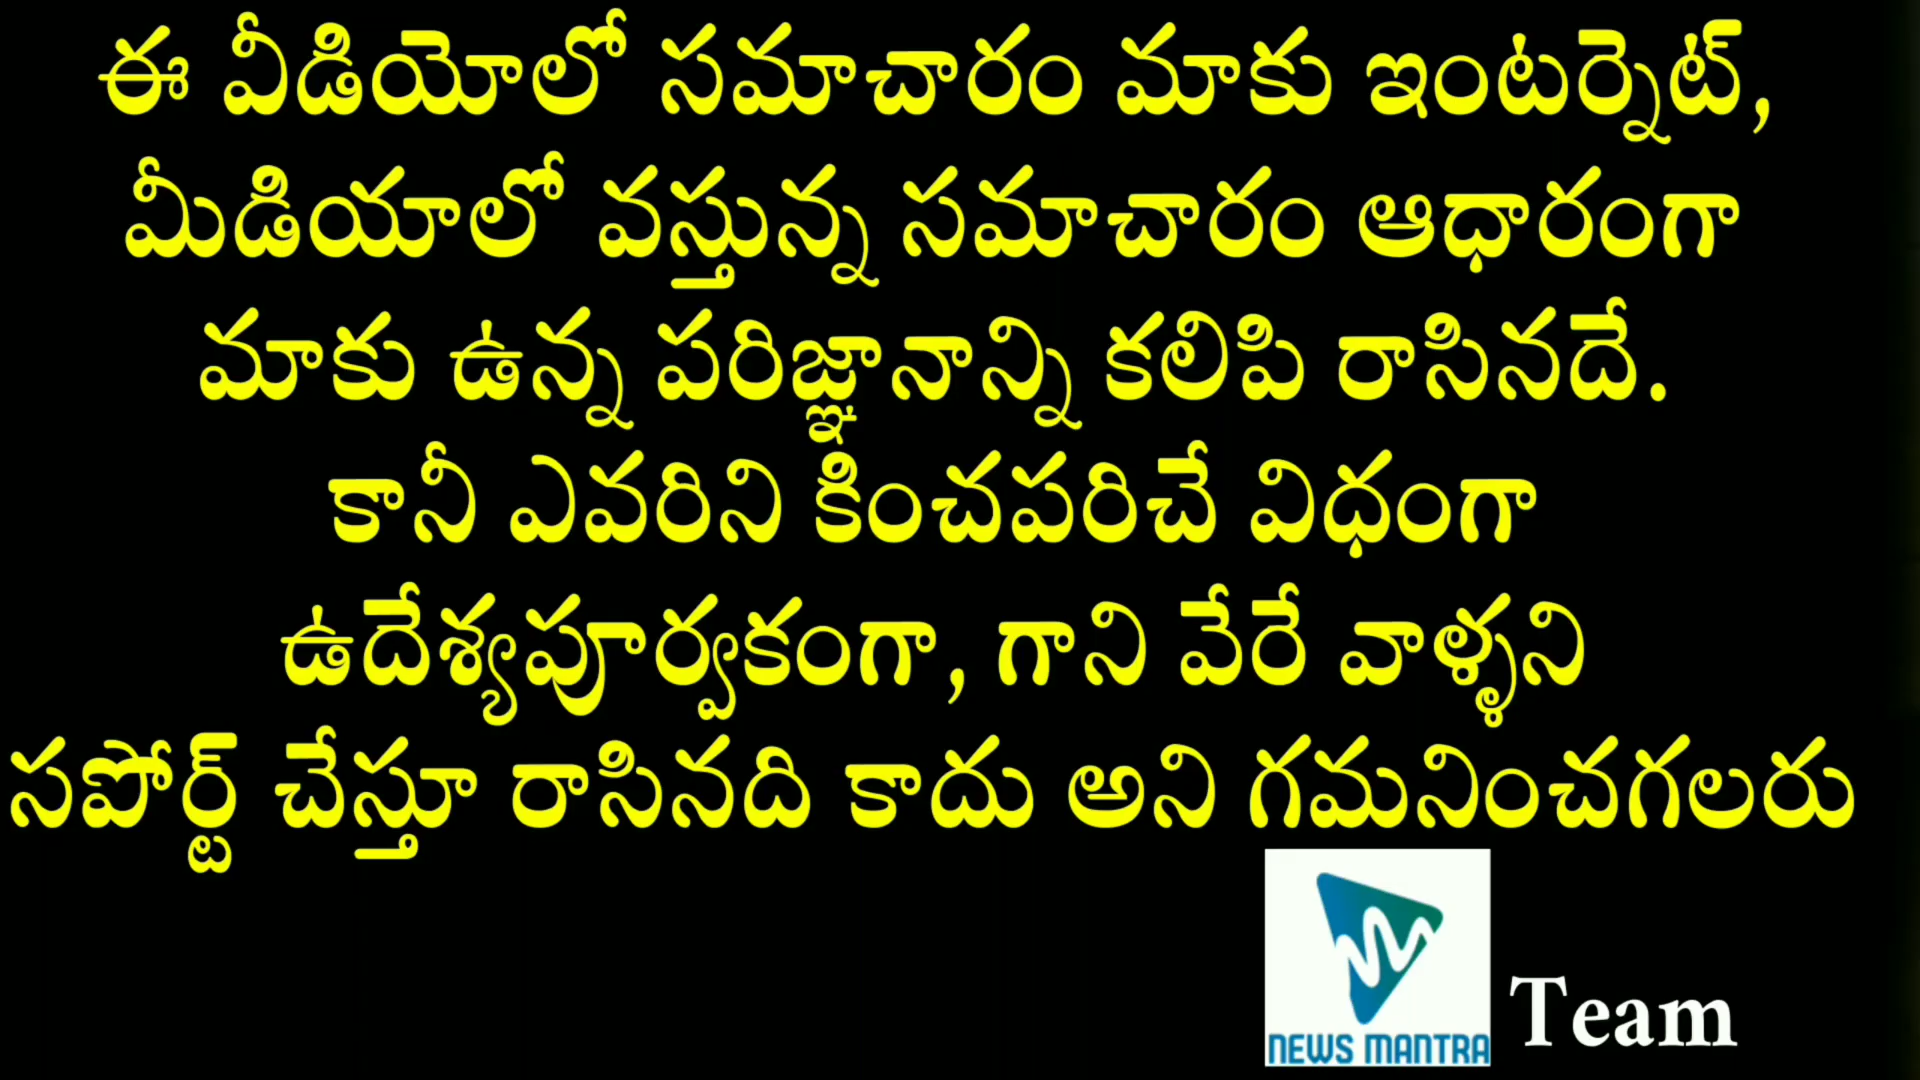 ఈ వీడియోలో సమాచారం మాకు ఇంటర్నెట్,
మీడియాలో వస్తున్న సమాచారం ఆధారంగా
మాకు ఉన్న పరిజ్ఞానాన్ని కలిపి రాసినదే.
కానీ ఎవరిని కించపరిచే విధంగా
ఉదేశ్యపూర్వకంగా, గాని వేరే వాళ్ళని
సపోర్ట్ చేస్తూ రాసినది కాదు అని గమనించగలరు
NEWS MANTRA Team